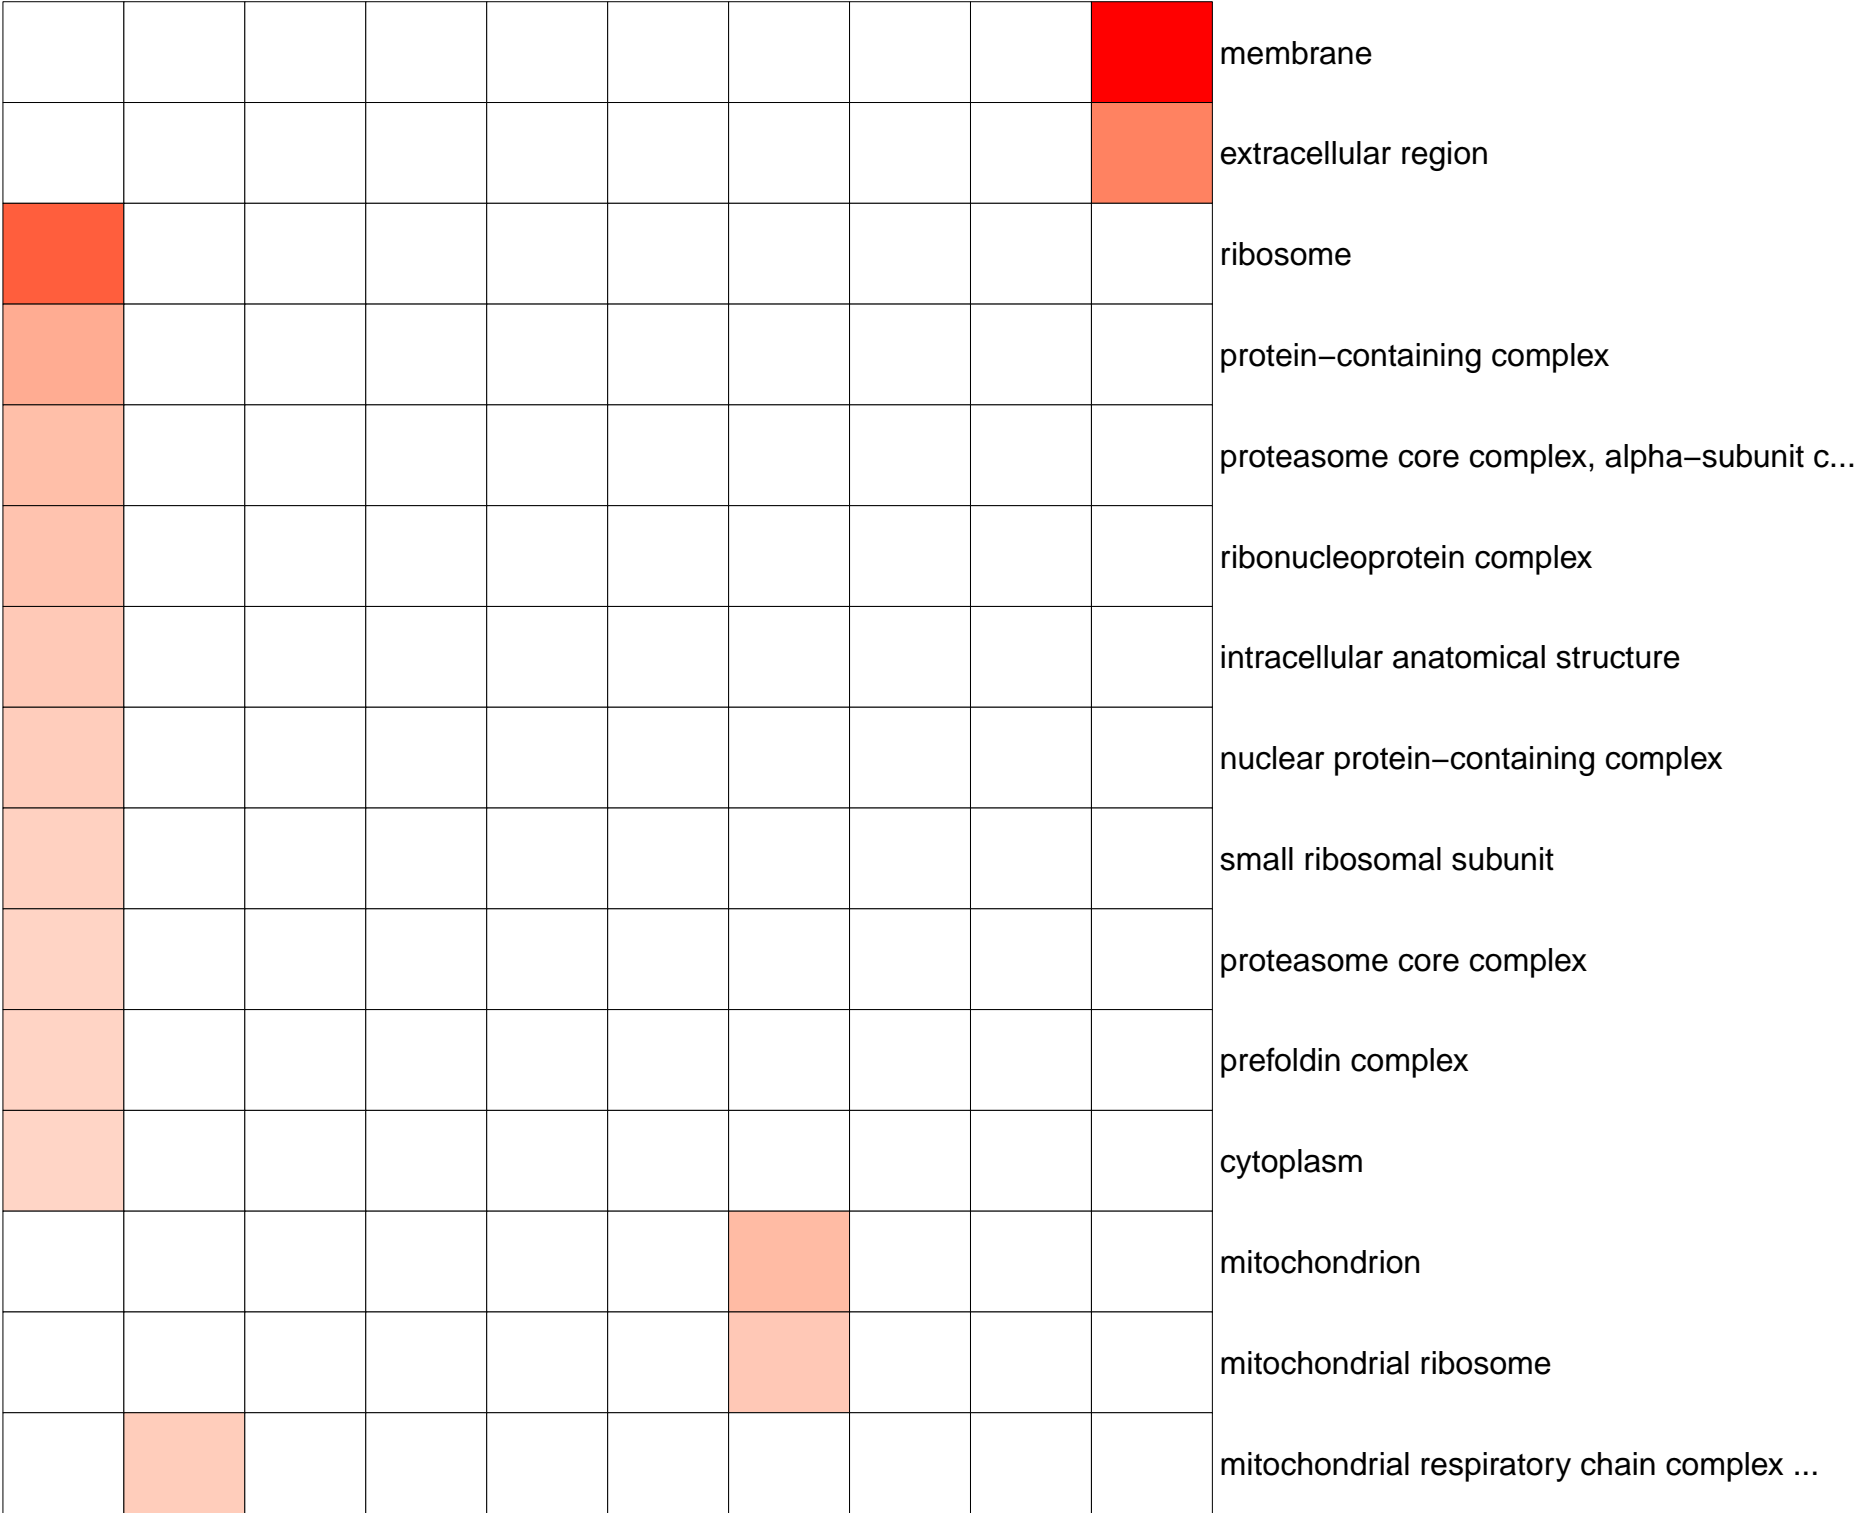 membrane
extracellular region
ribosome
protein−containing complex
proteasome core complex, alpha−subunit c...
ribonucleoprotein complex
intracellular anatomical structure
nuclear protein−containing complex
small ribosomal subunit
proteasome core complex
prefoldin complex
cytoplasm
mitochondrion
mitochondrial ribosome
mitochondrial respiratory chain complex ...